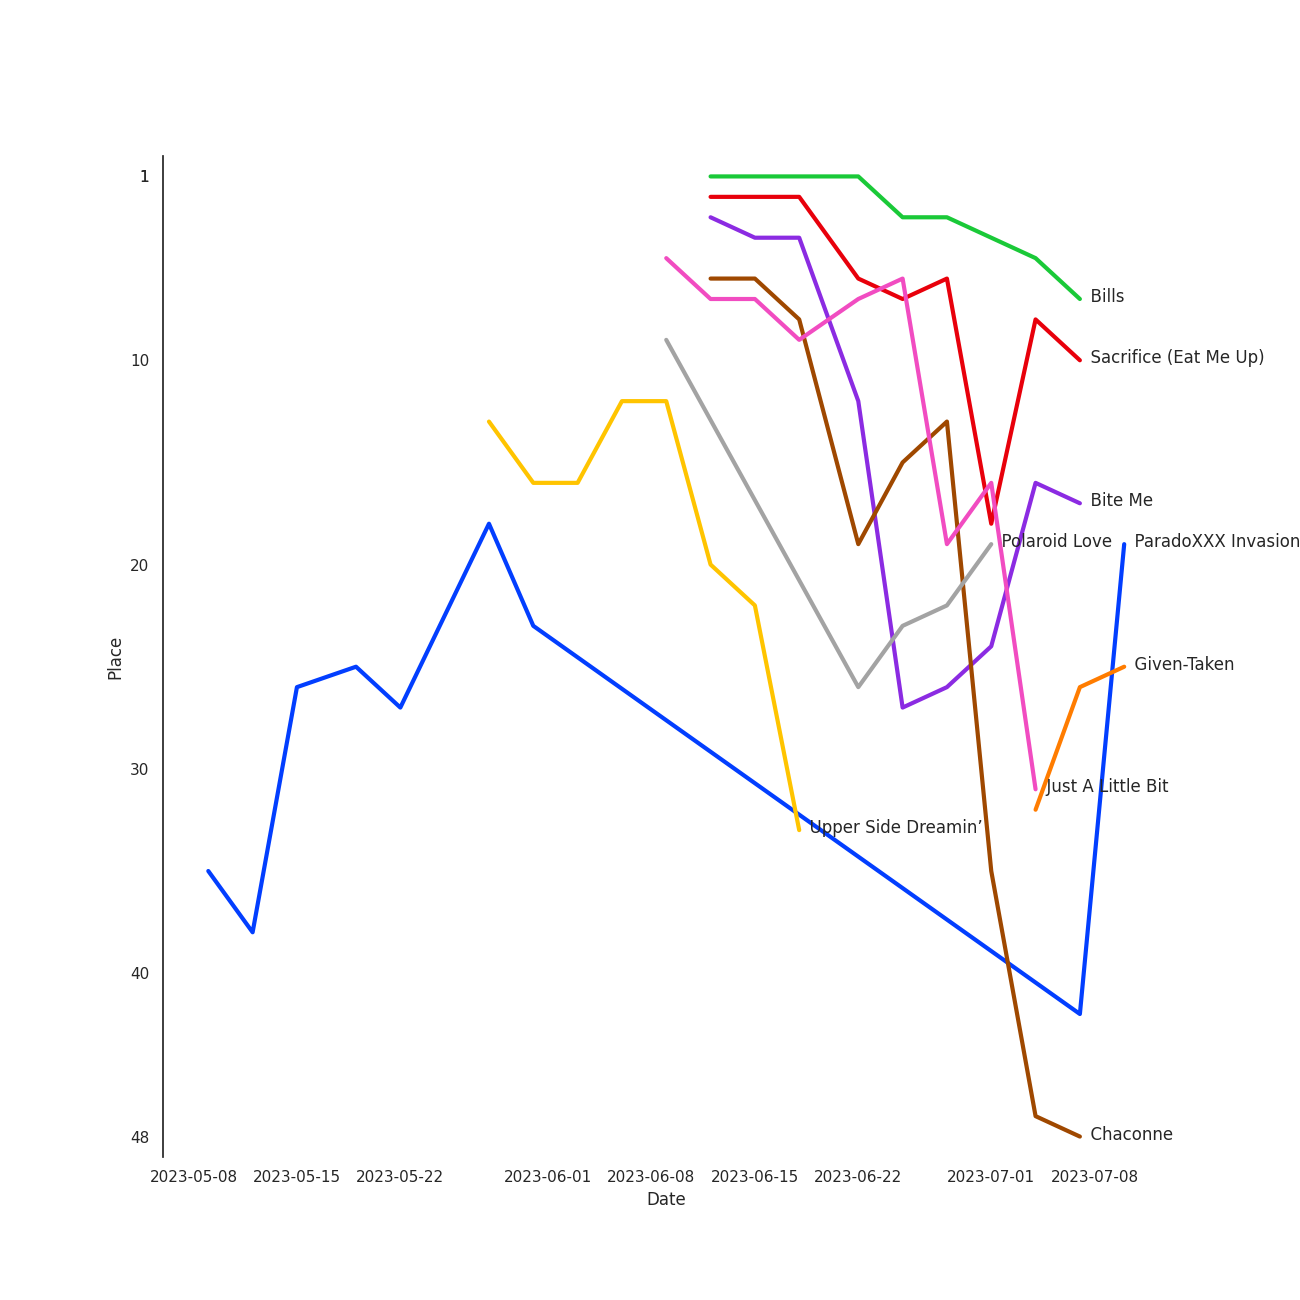 1
10
20
30
40
48
Place
Bills
Sacrifice (Eat Me Up)
Bite Me
Polaroid Love
ParadoXXX Invasion
Given-Taken
Just A Little Bit
Upper Side Dreamin’
Chaconne
2023-05-08
2023-05-15
2023-05-22
2023-06-01
2023-06-08
2023-06-15
2023-06-22
2023-07-01
2023-07-08
Date